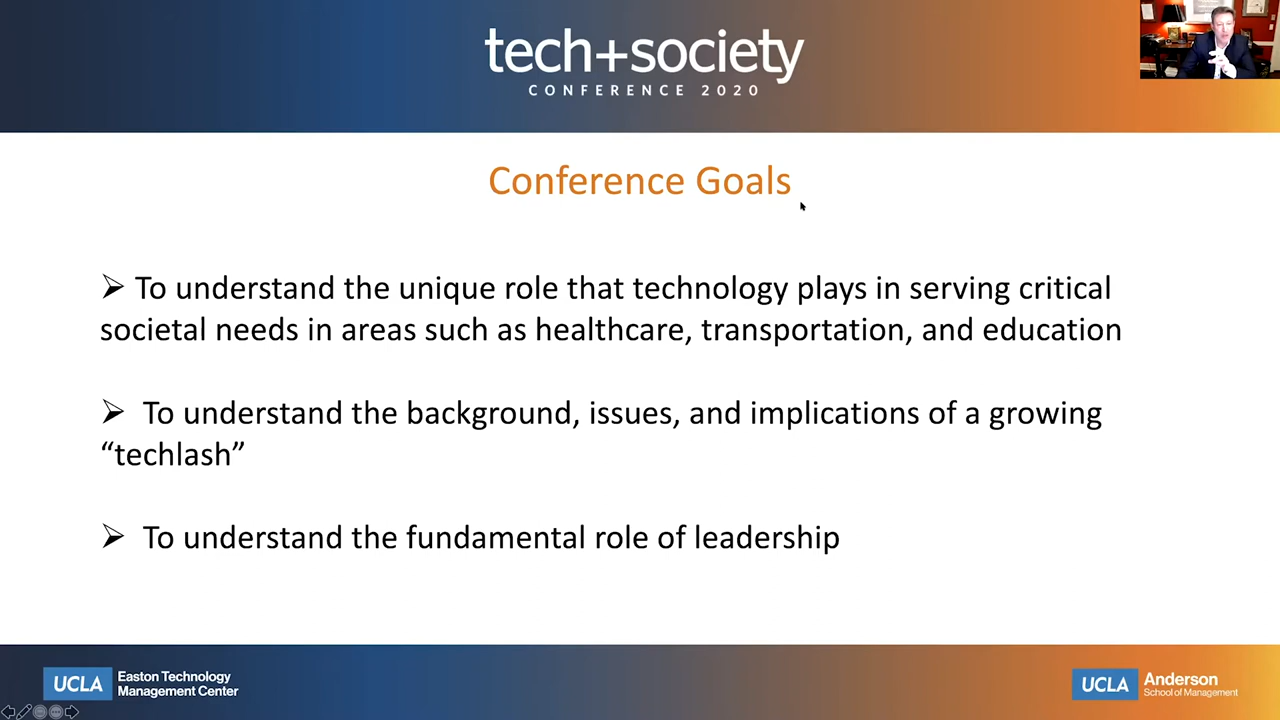 tech+society
CONFERENCE 2020
Conference Goals
➢ To understand the unique role that technology plays in serving critical
societal needs in areas such as healthcare, transportation, and education
➢ To understand the background, issues, and implications of a growing
“techlash”
➢ To understand the fundamental role of leadership
UCLA Easton Technology
Management Center
UCLA Anderson
School of Management